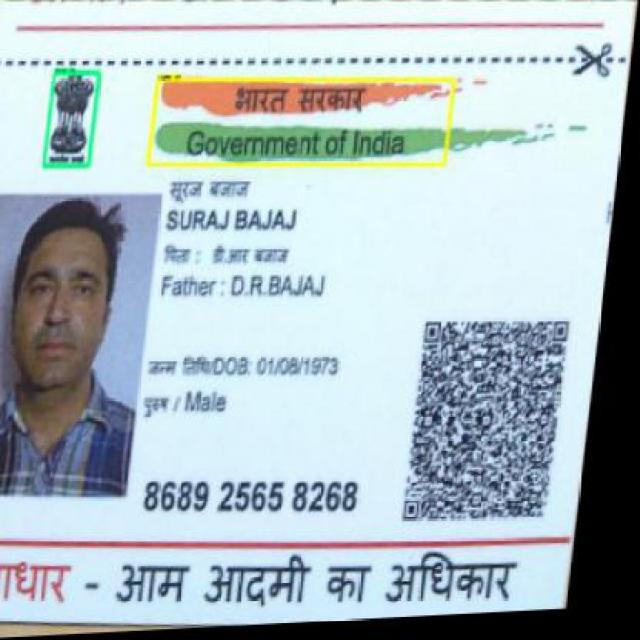 भारत सरकार
Government of India
सूरज बजाज
SURAJ BAJAJ
पिता : डी.आर बजाज
Father : D.R.BAJAJ
जन्म तिथि/DOB: 01/08/1973
पुरुष / Male
8689 2565 8268
ाधार - आम आदमी का अधिकार